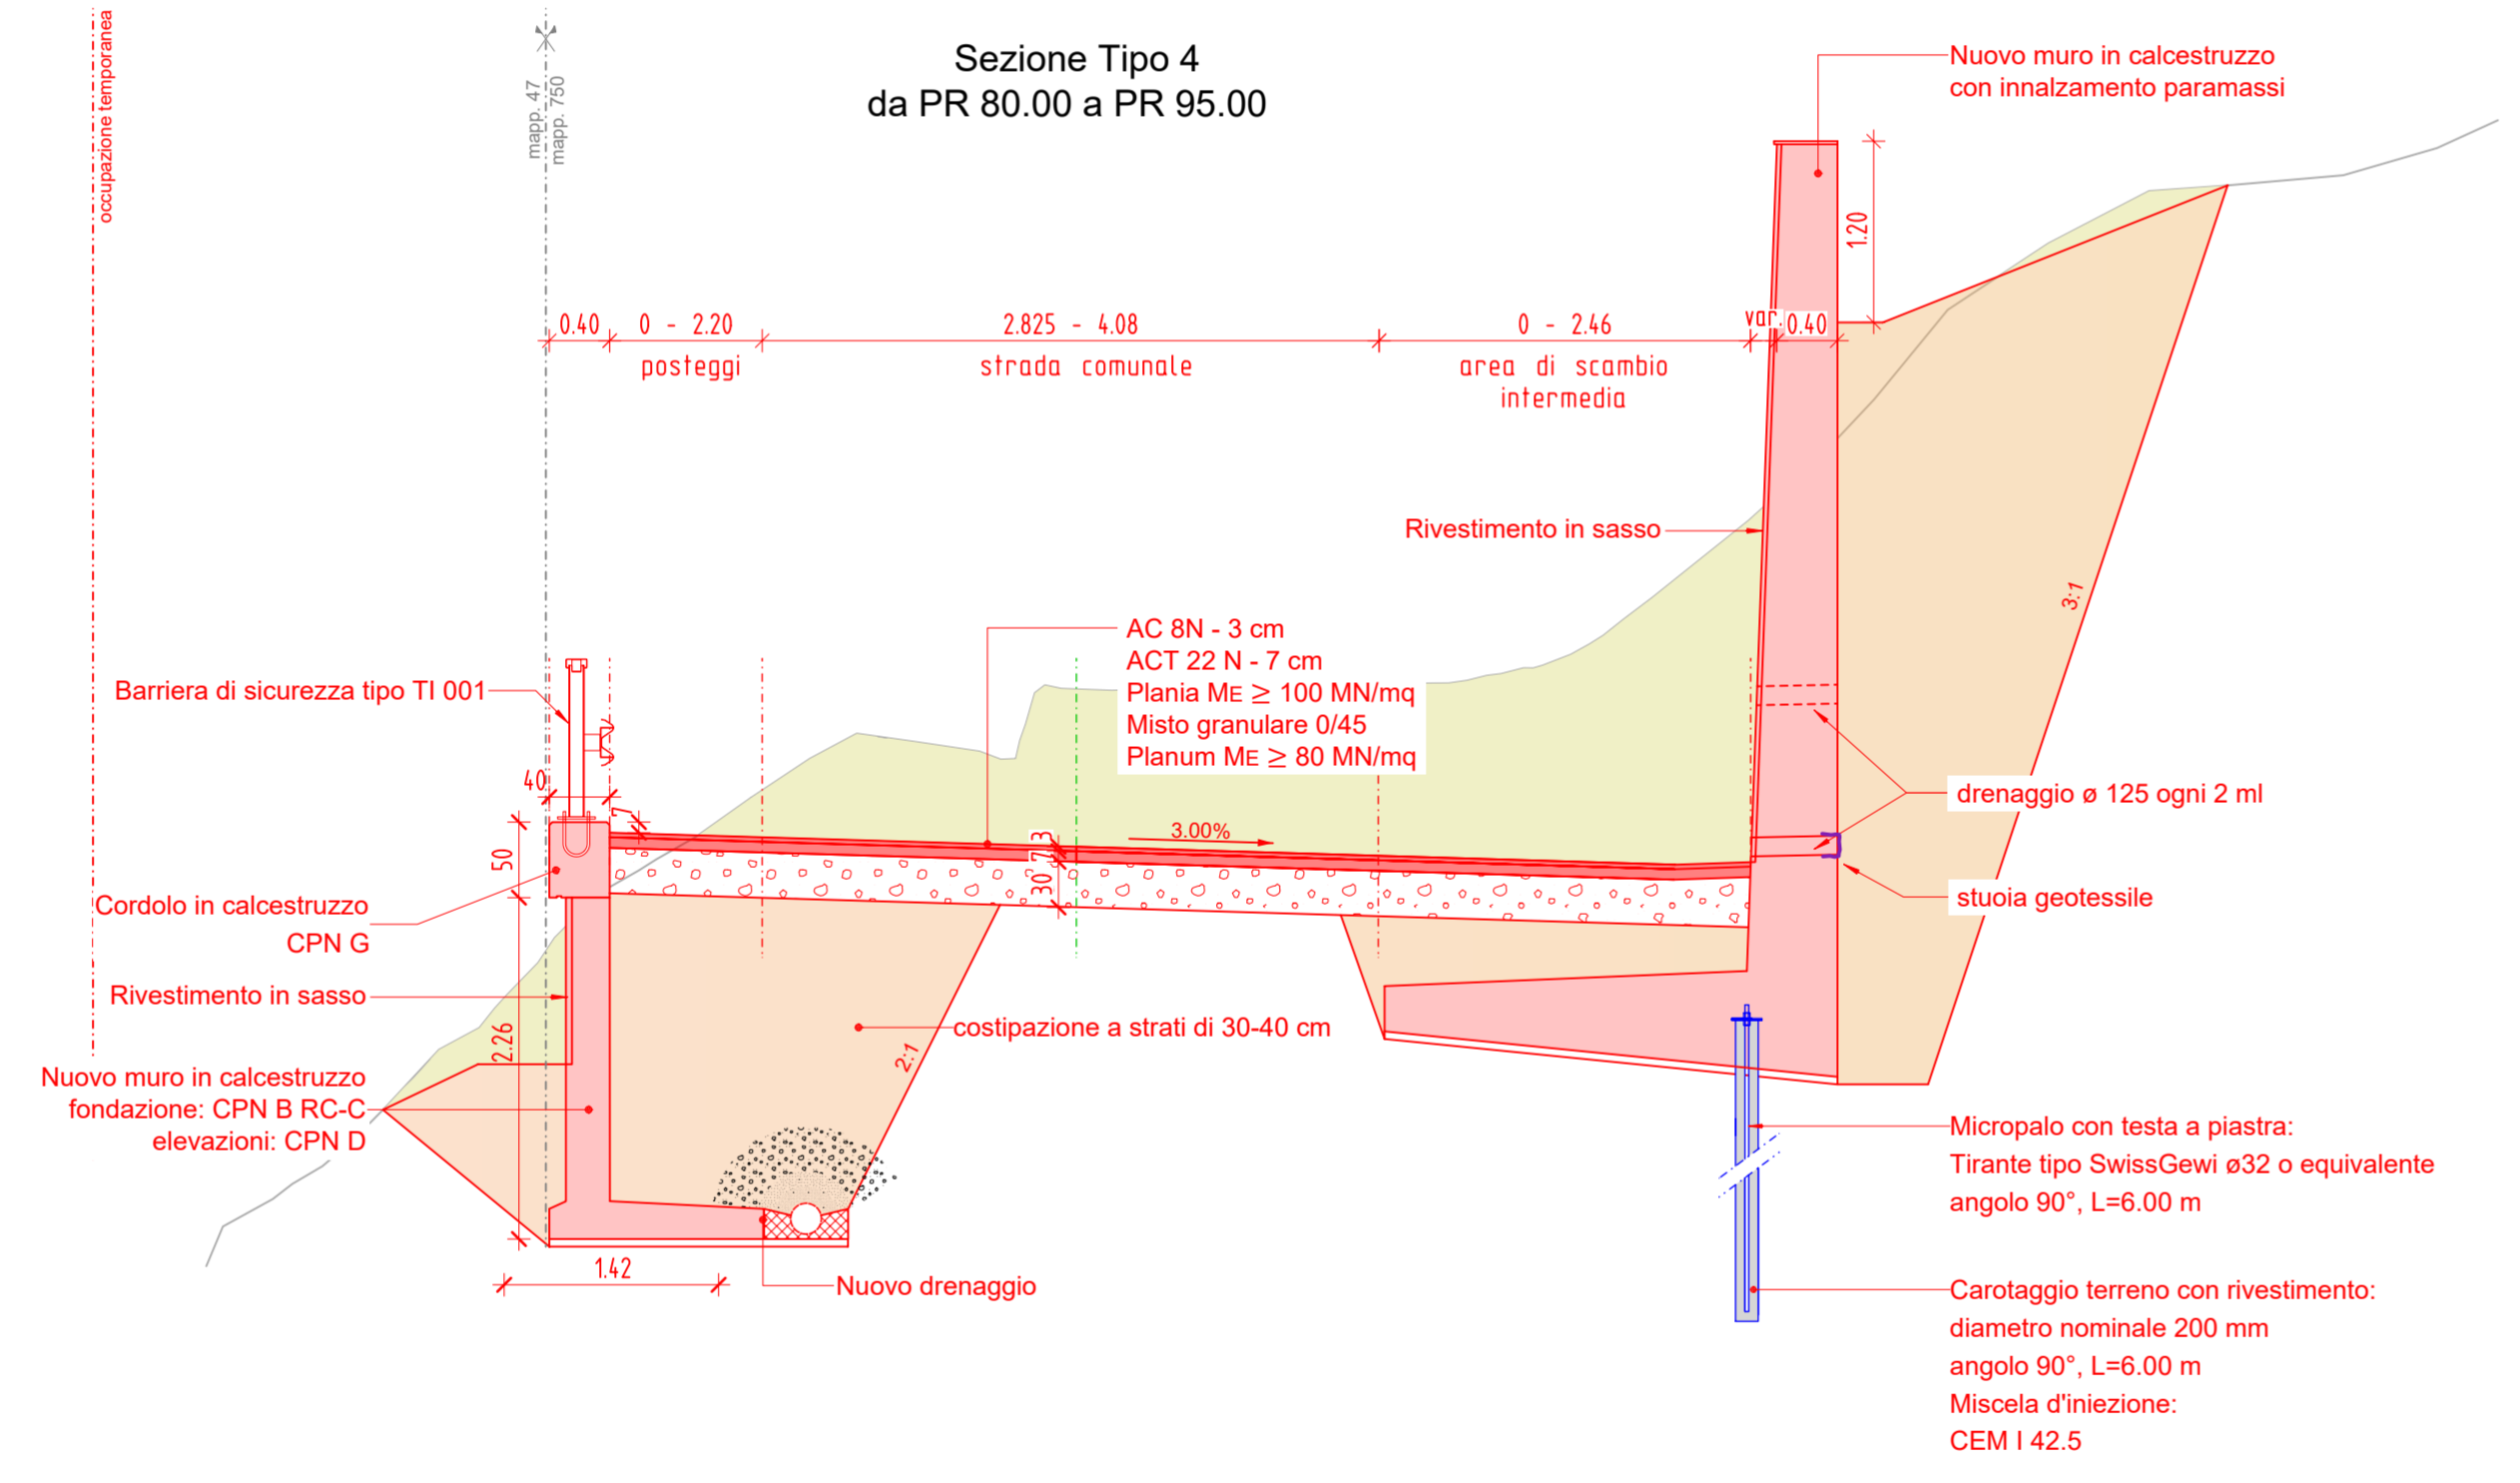 occupazione temporanea
mapp. 47
mapp. 750
Sezione Tipo 4
da PR 80.00 a PR 95.00
Nuovo muro in calcestruzzo
con innalzamento paramassi
1.20
0.40
0 - 2.20
2.825 - 4.08
0 - 2.46
var.
0.40
posteggi
strada comunale
area di scambio
intermedia
Rivestimento in sasso
3:1
AC 8N - 3 cm
ACT 22 N - 7 cm
Plania ME ≥ 100 MN/mq
Misto granulare 0/45
Planum ME ≥ 80 MN/mq
Barriera di sicurezza tipo TI 001
40
7
50
3.00%
3
7
30
drenaggio ø 125 ogni 2 ml
stuoia geotessile
Cordolo in calcestruzzo
CPN G
Rivestimento in sasso
2.26
costipazione a strati di 30-40 cm
2:1
Nuovo muro in calcestruzzo
fondazione: CPN B RC-C
elevazioni: CPN D
1.42
Nuovo drenaggio
Micropalo con testa a piastra:
Tirante tipo SwissGewi ø32 o equivalente
angolo 90°, L=6.00 m
Carotaggio terreno con rivestimento:
diametro nominale 200 mm
angolo 90°, L=6.00 m
Miscela d'iniezione:
CEM I 42.5